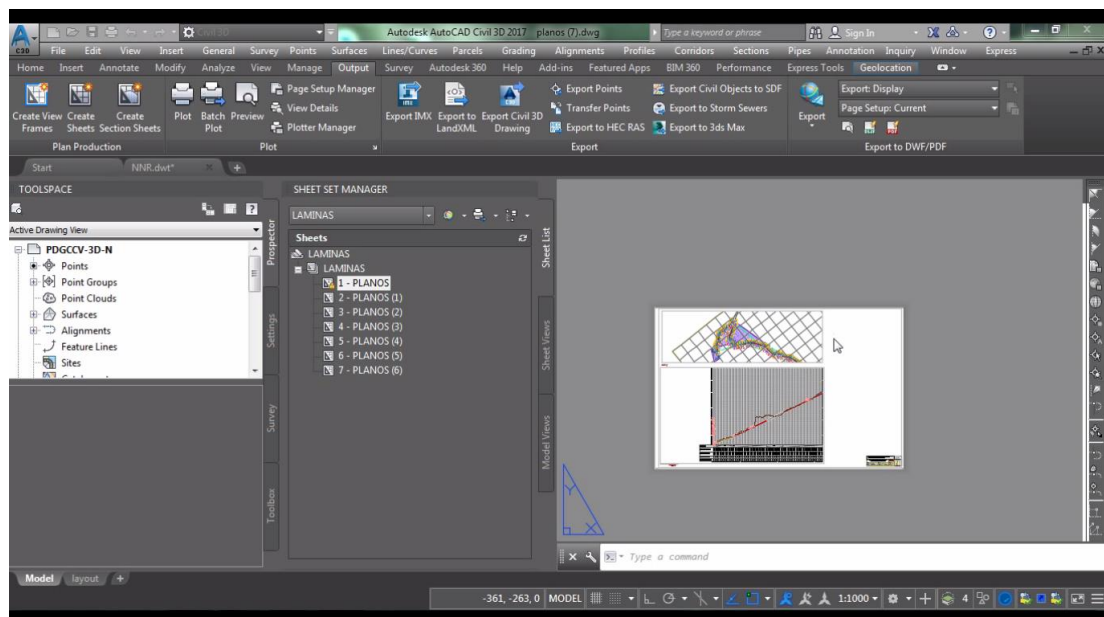 Civil 3D
Autodesk AutoCAD Civil 3D 2017 planos (7).dwg
Type a keyword or phrase
Sign In
C3D
File Edit View Insert General Survey Points Surfaces Lines/Curves Parcels Grading Alignments Profiles Corridors Sections Pipes Annotation Inquiry Window Express
Home Insert Annotate Modify Analyze View Manage Output Survey Autodesk 360 Help Add-ins Featured Apps BIM 360 Performance Express Tools Geolocation
Create View Frames
Create Sheets
Create Section Sheets
Plan Production
Plot
Batch Plot
Preview
Page Setup Manager
View Details
Plotter Manager
Plot
Export IMX
Export to LandXML
Export Civil 3D Drawing
Export Points
Transfer Points
Export to HEC RAS
Export Civil Objects to SDF
Export to Storm Sewers
Export to 3ds Max
Export
Export
Export: Display
Page Setup: Current
Export to DWF/PDF
Start
NNR.dwt*
TOOLSPACE
Active Drawing View
PDGCCV-3D-N
Points
Point Groups
Point Clouds
Surfaces
Alignments
Feature Lines
Sites
Prospector
Settings
Survey
Toolbox
SHEET SET MANAGER
LAMINAS
Sheets
LAMINAS
LAMINAS
1 - PLANOS
2 - PLANOS (1)
3 - PLANOS (2)
4 - PLANOS (3)
5 - PLANOS (4)
6 - PLANOS (5)
7 - PLANOS (6)
Sheet List
Sheet Views
Model Views
Y
X
Type a command
Model layout
-361, -263, 0 MODEL 1:1000 4